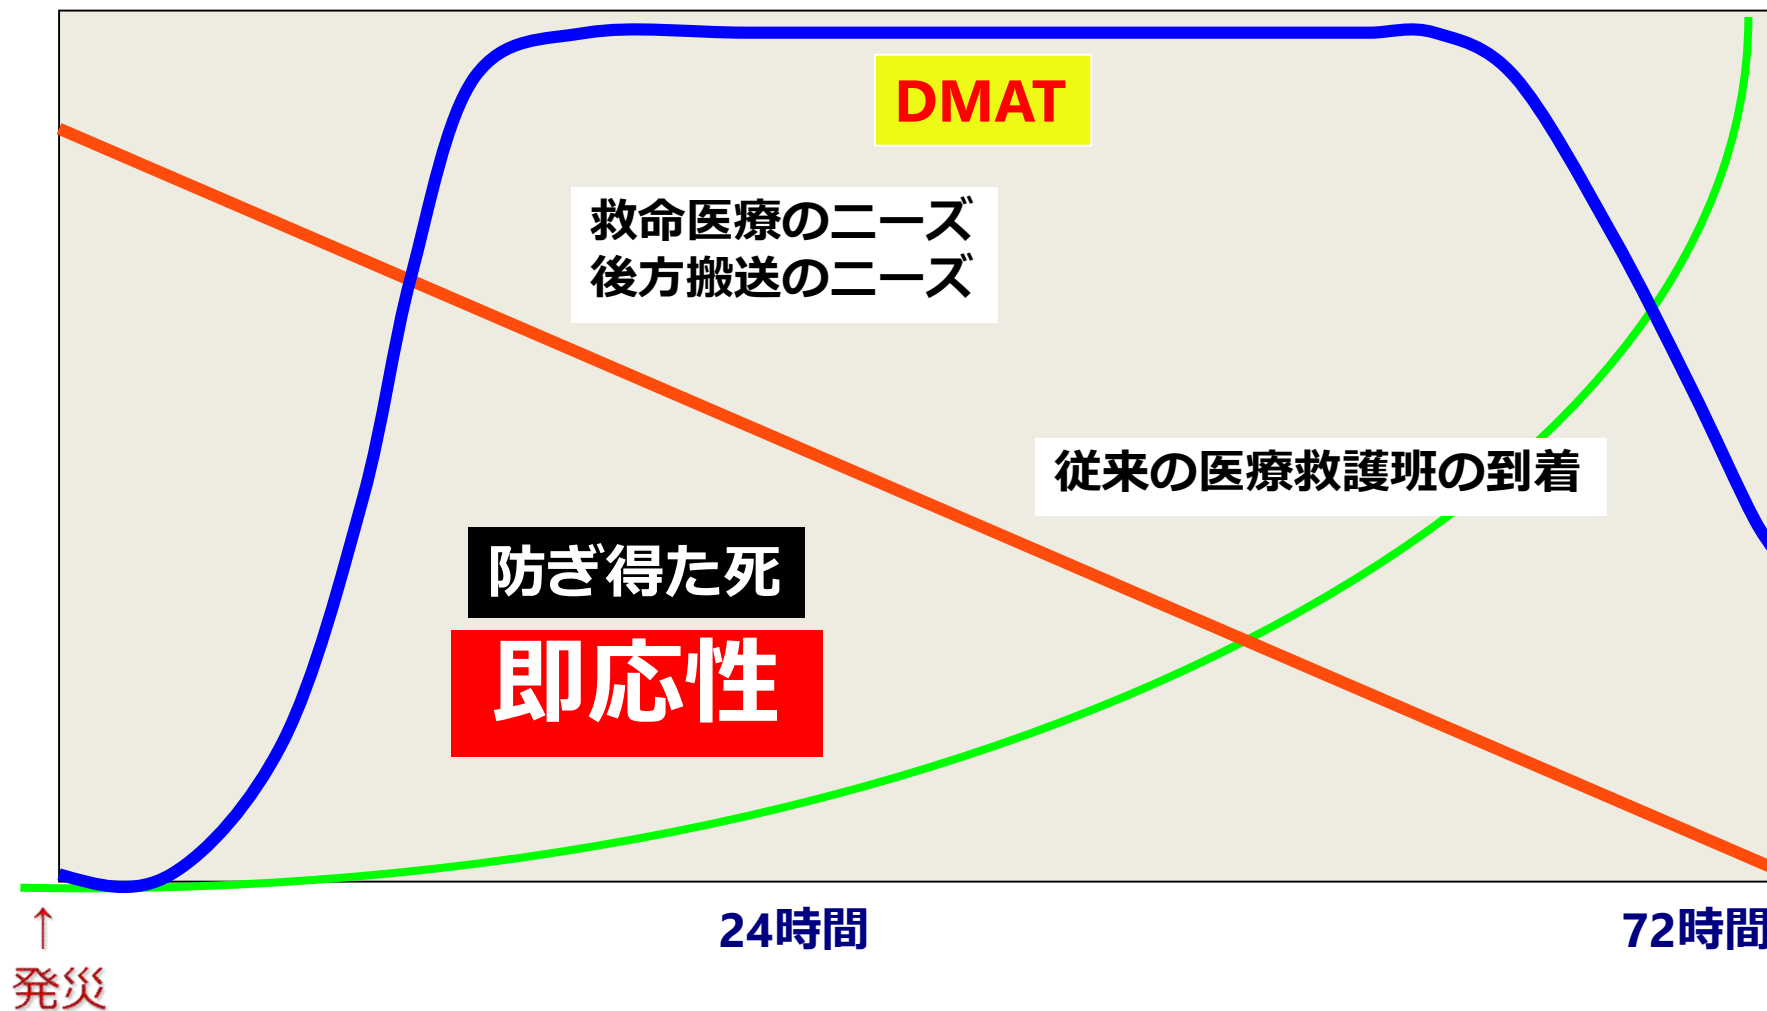 DMAT
救命医療のニーズ
後方搬送のニーズ
従来の医療救護班の到着
防ぎ得た死
即応性
24時間
72時間
↑
発災